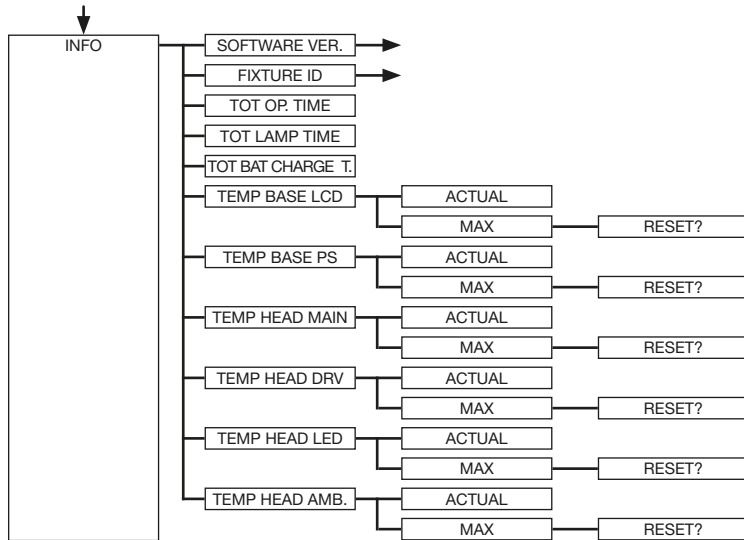 INFO
SOFTWARE VER.
FIXTURE ID
TOT OP. TIME
TOT LAMP TIME
TOT BAT CHARGE T.
TEMP BASE LCD
ACTUAL
MAX
RESET?
TEMP BASE PS
ACTUAL
MAX
RESET?
TEMP HEAD MAIN
ACTUAL
MAX
RESET?
TEMP HEAD DRV
ACTUAL
MAX
RESET?
TEMP HEAD LED
ACTUAL
MAX
RESET?
TEMP HEAD AMB.
ACTUAL
MAX
RESET?